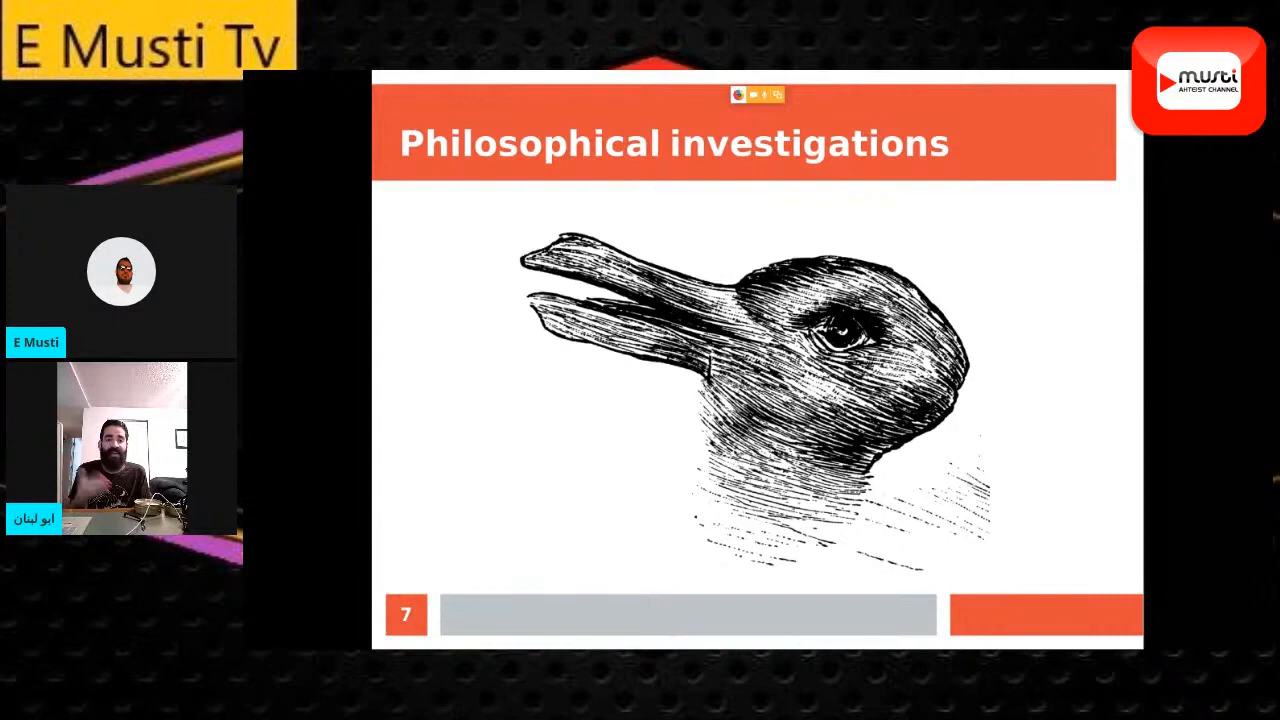 E Musti Tv
musti
AHTEIST CHANNEL
Philosophical investigations
E Musti
ابو لبنان
7